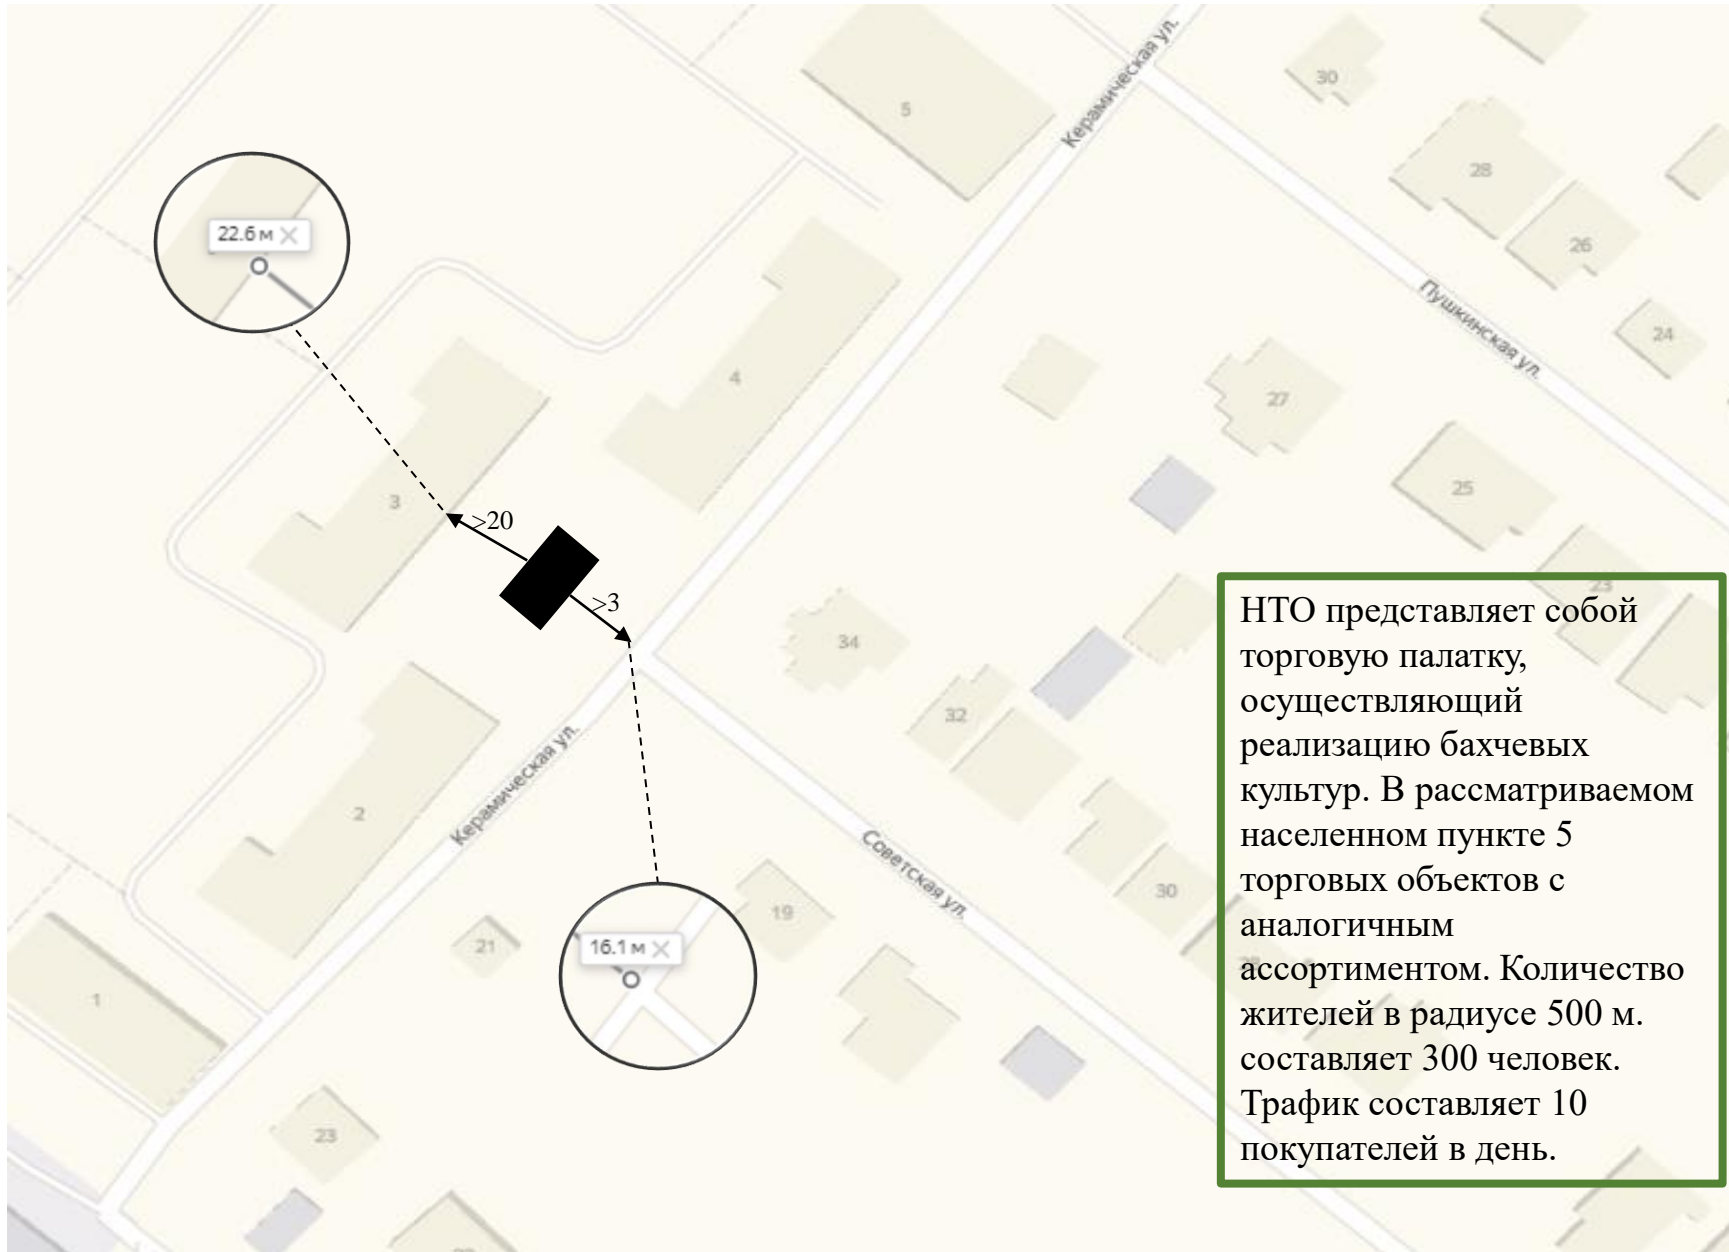 Керамическая ул.
30
5
28
22.6 м
26
Пушкинская ул.
24
4
27
25
3
>20
23
>3
34
32
2
Керамическая ул.
Советская ул.
30
19
21
16.1 м
1
28
23
НТО представляет собой
торговую палатку,
осуществляющий
реализацию бахчевых
культур. В рассматриваемом
населенном пункте 5
торговых объектов с
аналогичным
ассортиментом. Количество
жителей в радиусе 500 м.
составляет 300 человек.
Трафик составляет 10
покупателей в день.